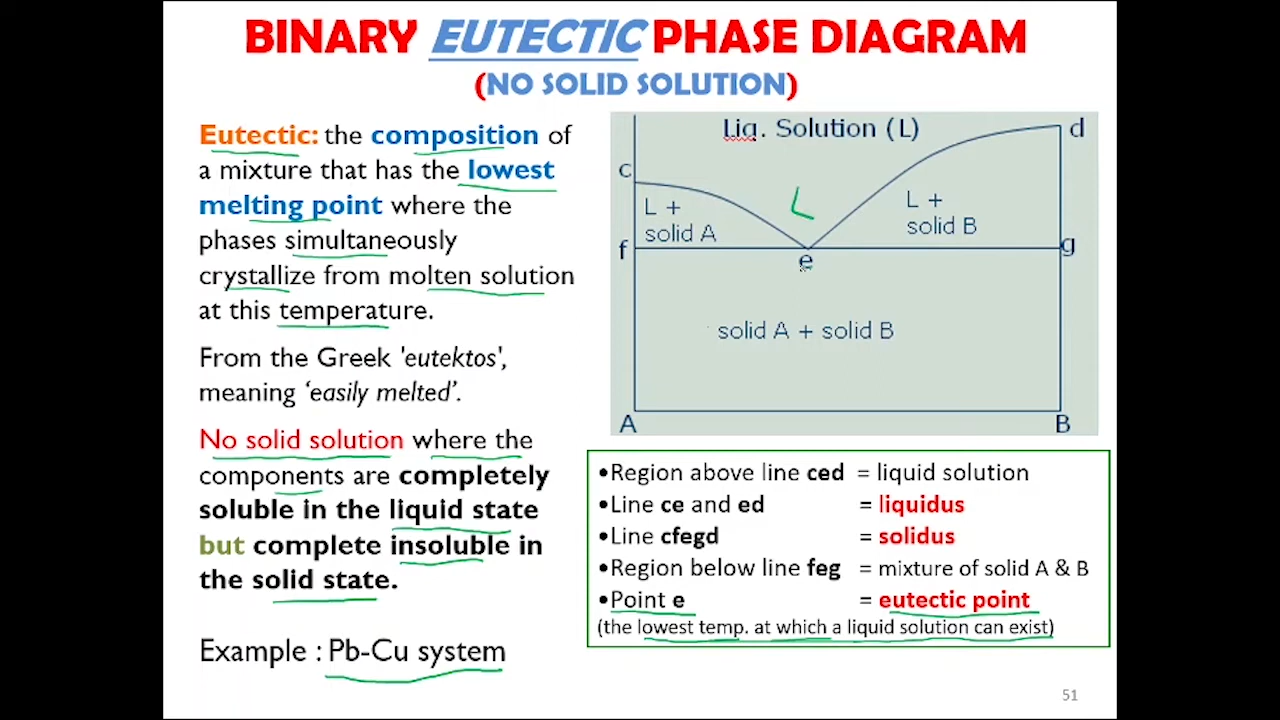 BINARY EUTECTIC PHASE DIAGRAM
(NO SOLID SOLUTION)
Eutectic: the composition of
a mixture that has the lowest
melting point where the
phases simultaneously
crystallize from molten solution
at this temperature.
From the Greek 'eutektos',
meaning ‘easily melted’.
No solid solution where the
components are completely
soluble in the liquid state
but complete insoluble in
the solid state.
Example : Pb-Cu system
Liq. Solution (L)
d
c
L
L +
solid A
L +
solid B
f
e
g
solid A + solid B
A
B
•Region above line ced = liquid solution
•Line ce and ed = liquidus
•Line cfegd = solidus
•Region below line feg = mixture of solid A & B
•Point e = eutectic point
(the lowest temp. at which a liquid solution can exist)
51